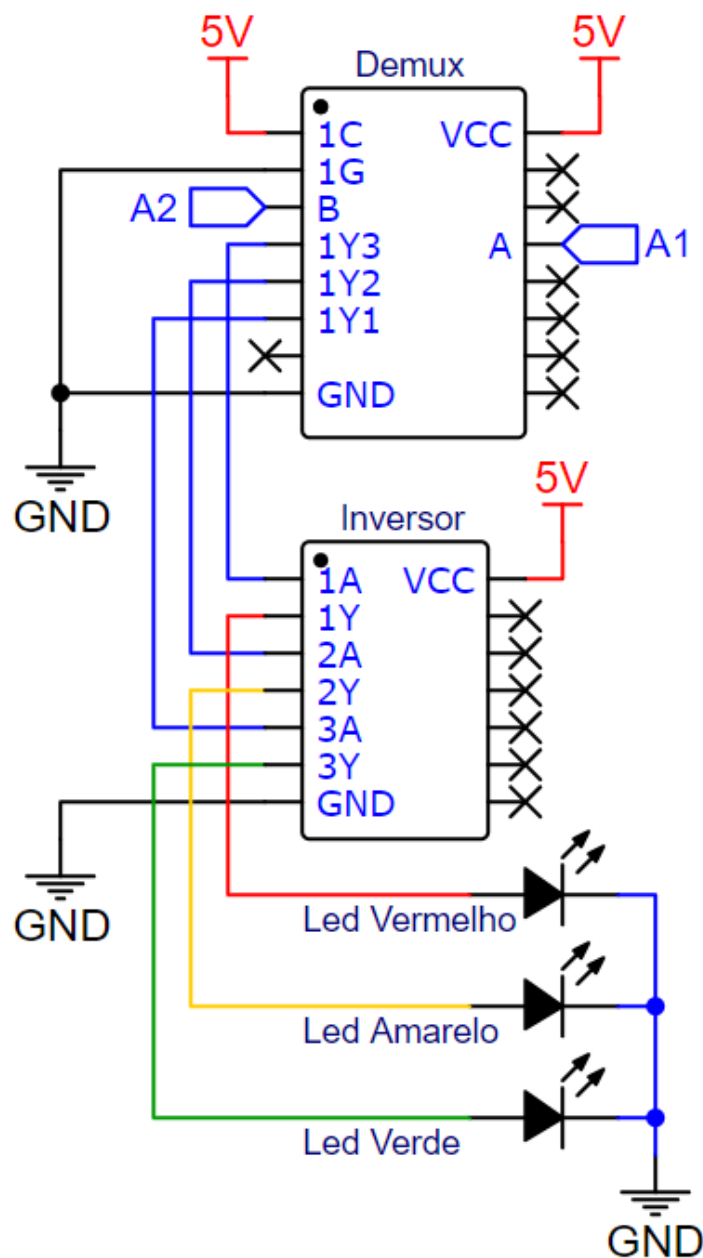 5V
5V
Demux
1C
VCC
1G
A2
B
1Y3
A
A1
1Y2
1Y1
GND
GND
5V
Inversor
1A
VCC
1Y
2A
2Y
3A
3Y
GND
GND
Led Vermelho
Led Amarelo
Led Verde
GND